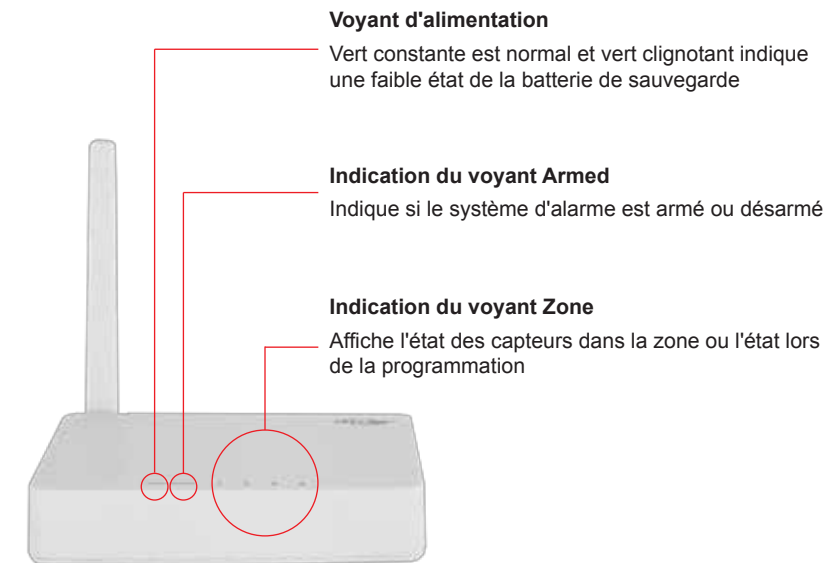 Voyant d'alimentation
Vert constante est normal et vert clignotant indique
une faible état de la batterie de sauvegarde
Indication du voyant Armed
Indique si le système d'alarme est armé ou désarmé
Indication du voyant Zone
Affiche l'état des capteurs dans la zone ou l'état lors
de la programmation